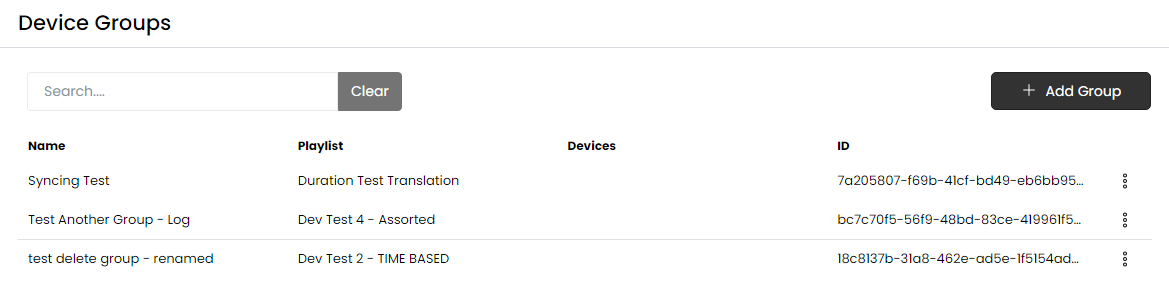 Device Groups
Search....
Clear
Add Group
Name Playlist Devices ID
Syncing Test Duration Test Translation 7a205807-f69b-41cf-bd49-eb6bb95...
Test Another Group - Log Dev Test 4 - Assorted bc7c70f5-56f9-48bd-83ce-419961f5...
test delete group - renamed Dev Test 2 - TIME BASED 18c8137b-31a8-462e-ad5e-1f5154ad...